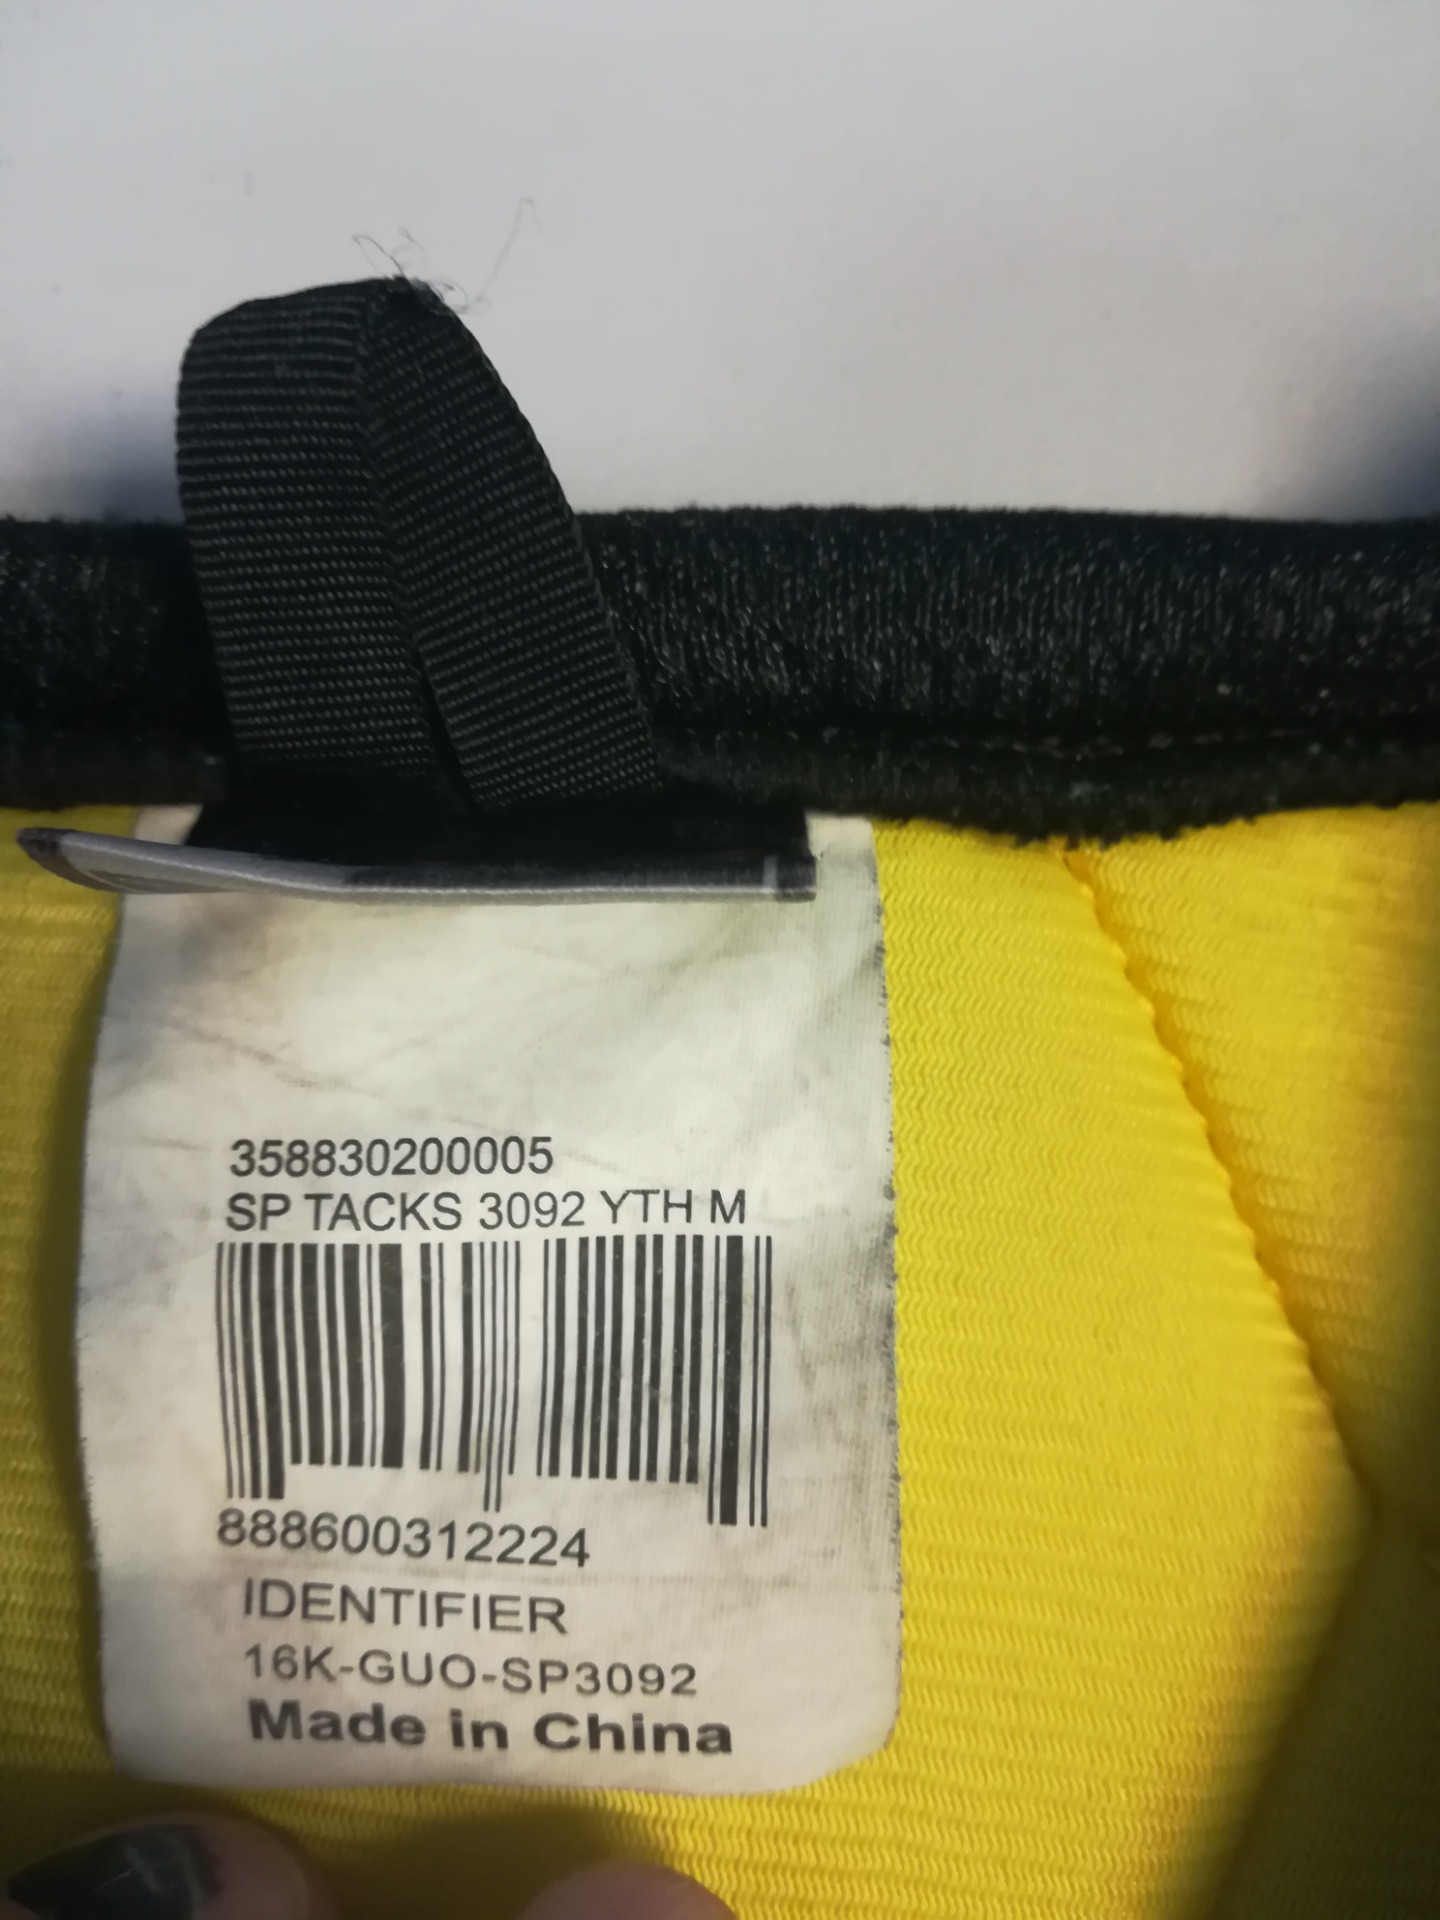 358830200005
SP TACKS 3092 YTH M
888600312224
IDENTIFIER
16K-GUO-SP3092
Made in China